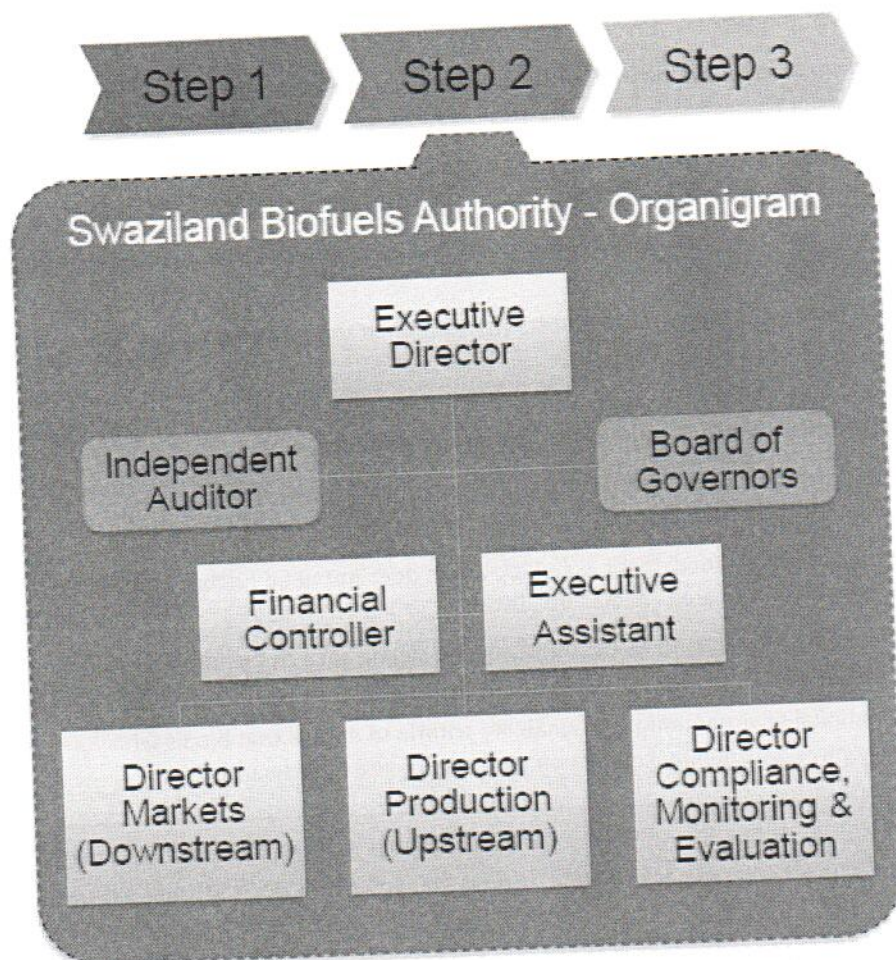 Step 1
Step 2
Step 3
Swaziland Biofuels Authority - Organigram
Executive
Director
Independent
Auditor
Board of
Governors
Financial
Controller
Executive
Assistant
Director
Markets
(Downstream)
Director
Production
(Upstream)
Director
Compliance,
Monitoring &
Evaluation